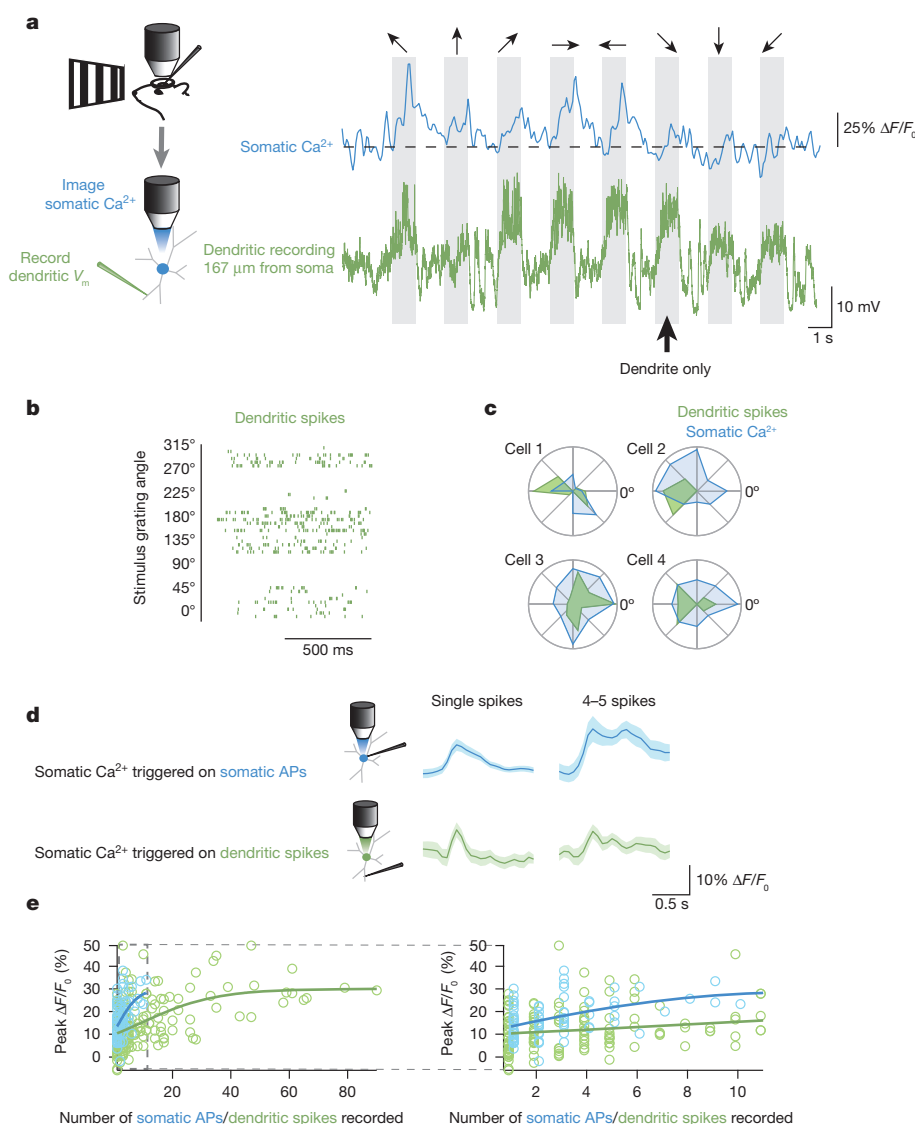 a
Somatic Ca2+
25% ΔF/F0
Image
somatic Ca2+
Record
dendritic Vm
Dendritic recording
167 μm from soma
10 mV
1 s
Dendrite only
b
Dendritic spikes
Stimulus grating angle
315°
270°
225°
180°
135°
90°
45°
0°
500 ms
c
Dendritic spikes
Somatic Ca2+
Cell 1
0°
Cell 2
0°
Cell 3
0°
Cell 4
0°
d
Single spikes
4–5 spikes
Somatic Ca2+ triggered on somatic APs
Somatic Ca2+ triggered on dendritic spikes
10% ΔF/F0
0.5 s
e
Peak ΔF/F0 (%)
50
40
30
20
10
0
20 40 60 80
Number of somatic APs/dendritic spikes recorded
Peak ΔF/F0 (%)
50
40
30
20
10
0
2 4 6 8 10
Number of somatic APs/dendritic spikes recorded